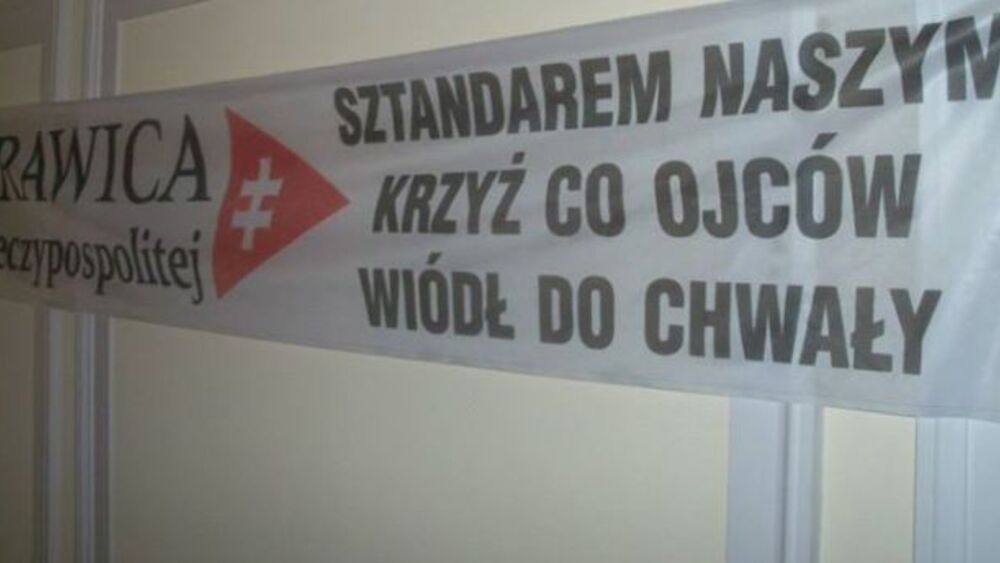 RAWICA
eczypospolitej
SZTANDAREM NASZYM
KRZYŻ CO OJCÓW
WIÓDŁ DO CHWAŁY